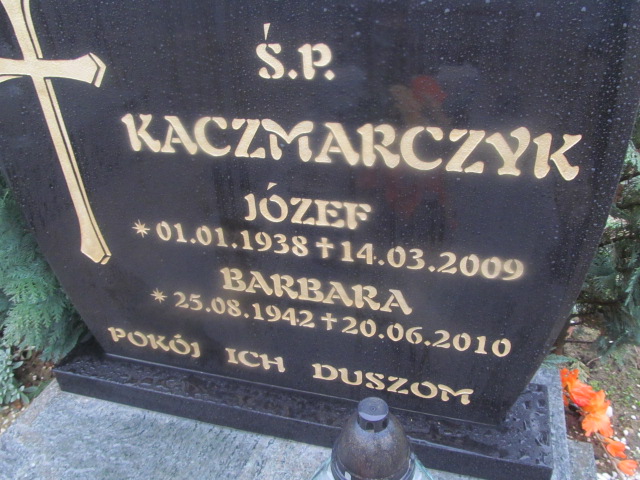 Ś.P.
KACZMARCZYK
JÓZEF
* 01.01.1938 ✝ 14.03.2009
BARBARA
* 25.08.1942 ✝ 20.06.2010
POKÓJ ICH DUSZOM